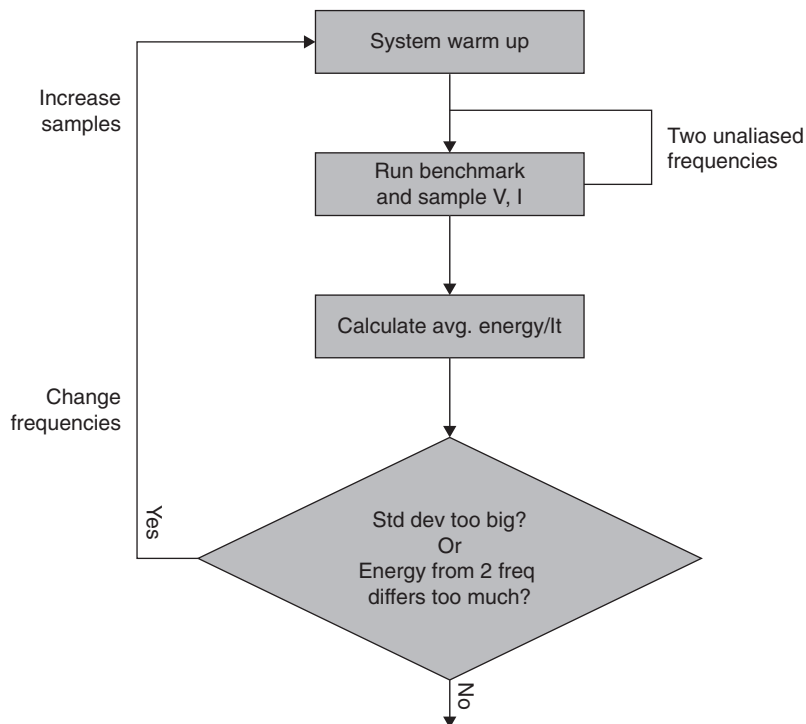 System warm up
Increase
samples
Two unaliased
frequencies
Run benchmark
and sample V, I
Calculate avg. energy/It
Change
frequencies
Yes
Std dev too big?
Or
Energy from 2 freq
differs too much?
No